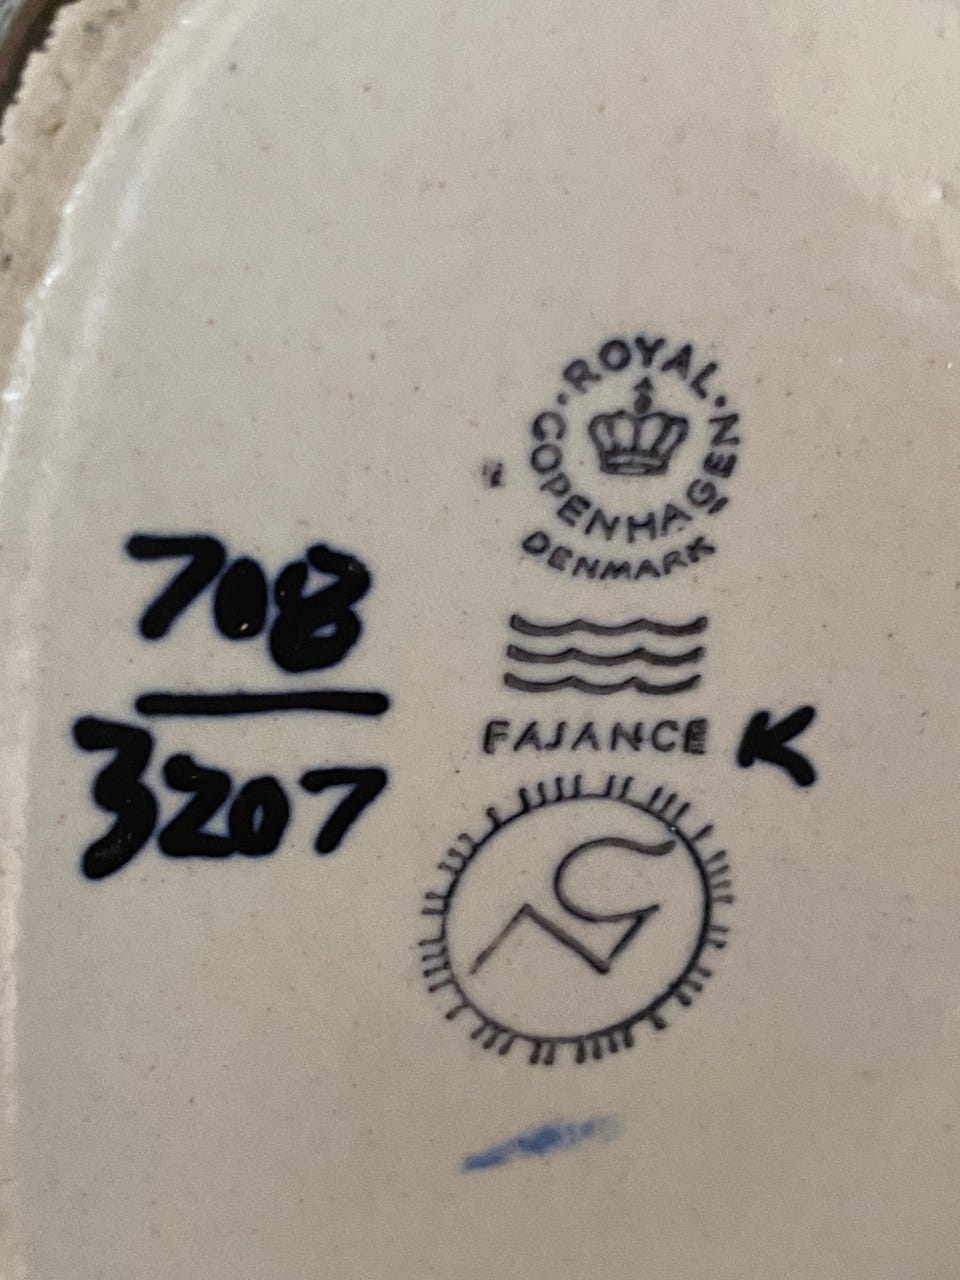 ROYAL
COPENHAGEN
DENMARK
708
3207
FAJANCE K